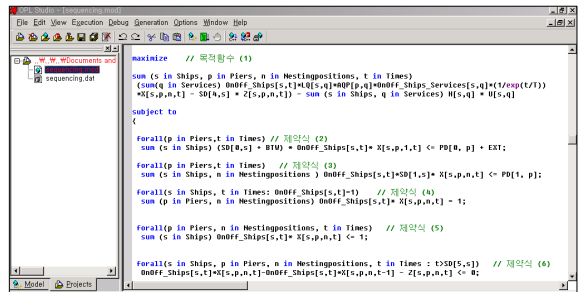 OPL Studio - [sequencing.mod]
File Edit View Execution Debug Generation Options Window Help
..\..\..\Documents and
sequencing.mod
sequencing.dat
Model Projects
maximize // 목적함수 (1)
sum (s in Ships, p in Piers, n in Nestingpositions, t in Times)
(sum(q in Services) OnOff_Ships[s,t]*LQ[s,q]*AQP[p,q]*OnOff_Ships_Services[s,q]*(1/exp(t/T))
*X[s,p,n,t] - SD[4,s] * Z[s,p,n,t]) - sum (s in Ships, q in Services) H[s,q] * U[s,q]
subject to
{
forall(p in Piers,t in Times) // 제약식 (2)
sum (s in Ships) (SD[0,s] + BTW) * OnOff_Ships[s,t]* X[s,p,1,t] <= PD[0, p] + EXT;
forall(p in Piers,t in Times) // 제약식 (3)
sum (s in Ships, n in Nestingpositions ) OnOff_Ships[s,t]*SD[1,s]* X[s,p,n,t] <= PD[1, p];
forall(s in Ships, t in Times: OnOff_Ships[s,t]=1) // 제약식 (4)
sum (p in Piers, n in Nestingpositions) OnOff_Ships[s,t]* X[s,p,n,t] = 1;
forall(p in Piers, n in Nestingpositions, t in Times) // 제약식 (5)
sum (s in Ships) OnOff_Ships[s,t]* X[s,p,n,t] <= 1;
forall(s in Ships, p in Piers, n in Nestingpositions, t in Times : t>SD[5,s]) // 제약식 (6)
OnOff_Ships[s,t]*X[s,p,n,t]-OnOff_Ships[s,t]*X[s,p,n,t-1] - Z[s,p,n,t] <= 0;